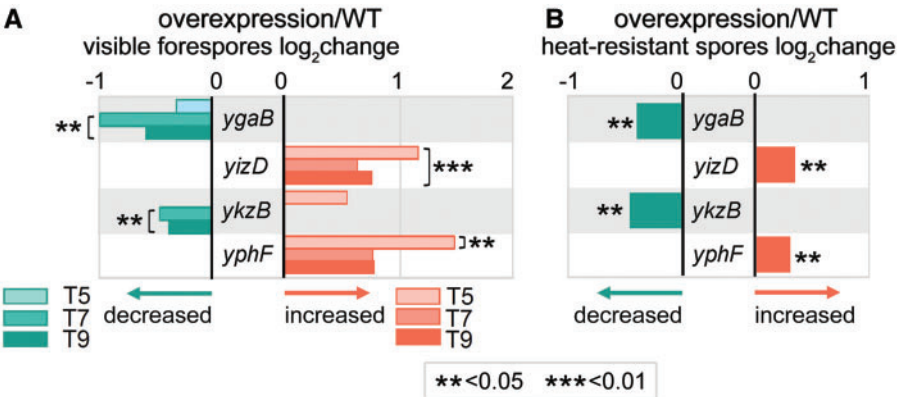 A
overexpression/WT
visible forespores log2change
-1 0 0 1 2
** ygaB
yizD ***
** ykzB
yphF **
T5
T7
T9
decreased
increased
T5
T7
T9
B
overexpression/WT
heat-resistant spores log2change
-1 0 0 1
** ygaB
yizD **
** ykzB
yphF **
decreased
increased
**<0.05 ***<0.01